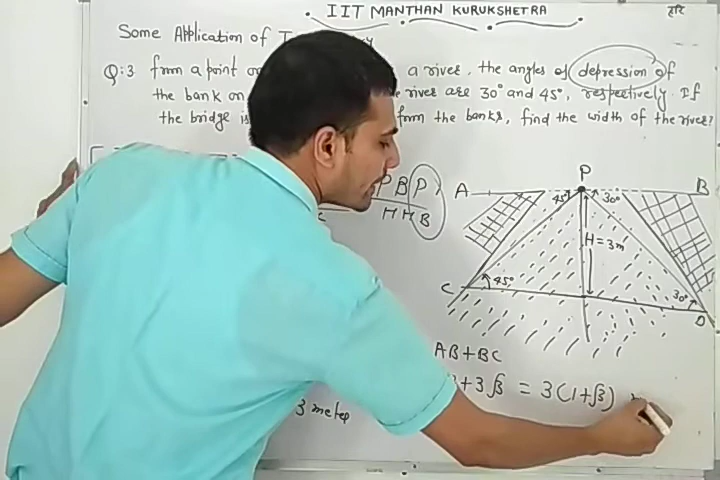 IIT MANTHAN KURUKSHETRA
हरि
Some Application of
Q:3 from a point a river, the angles of depression of
the bank on river are 30° and 45°, respectively. If
the bridge is from the banks, find the width of the river?
P B P
H H B
A P B
45° 30°
H = 3m
C 45° 30° D
AB + BC
+ 3√3 = 3(1+√3)
3 meter